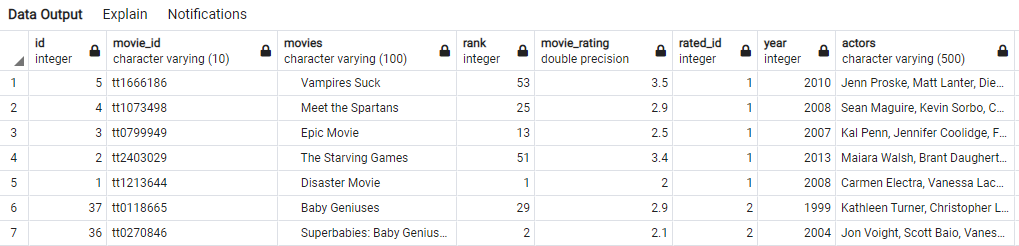 Data Output Explain Notifications
id movie_id movies rank movie_rating rated_id year actors
integer character varying (10) character varying (100) integer double precision integer integer character varying (500)
1 5 tt1666186 Vampires Suck 53 3.5 1 2010 Jenn Proske, Matt Lanter, Die...
2 4 tt1073498 Meet the Spartans 25 2.9 1 2008 Sean Maguire, Kevin Sorbo, C...
3 3 tt0799949 Epic Movie 13 2.5 1 2007 Kal Penn, Jennifer Coolidge, F...
4 2 tt2403029 The Starving Games 51 3.4 1 2013 Maiara Walsh, Brant Daughert...
5 1 tt1213644 Disaster Movie 1 2 1 2008 Carmen Electra, Vanessa Lac...
6 37 tt0118665 Baby Geniuses 29 2.9 2 1999 Kathleen Turner, Christopher L...
7 36 tt0270846 Superbabies: Baby Genius... 2 2.1 2 2004 Jon Voight, Scott Baio, Vanes...